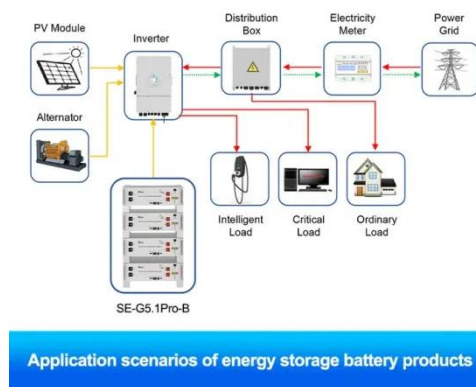 PV Module
Inverter
Distribution
Box
Electricity
Meter
Power
Grid
Alternator
Intelligent
Load
Critical
Load
Ordinary
Load
SE-G5.1Pro-B
Application scenarios of energy storage battery products